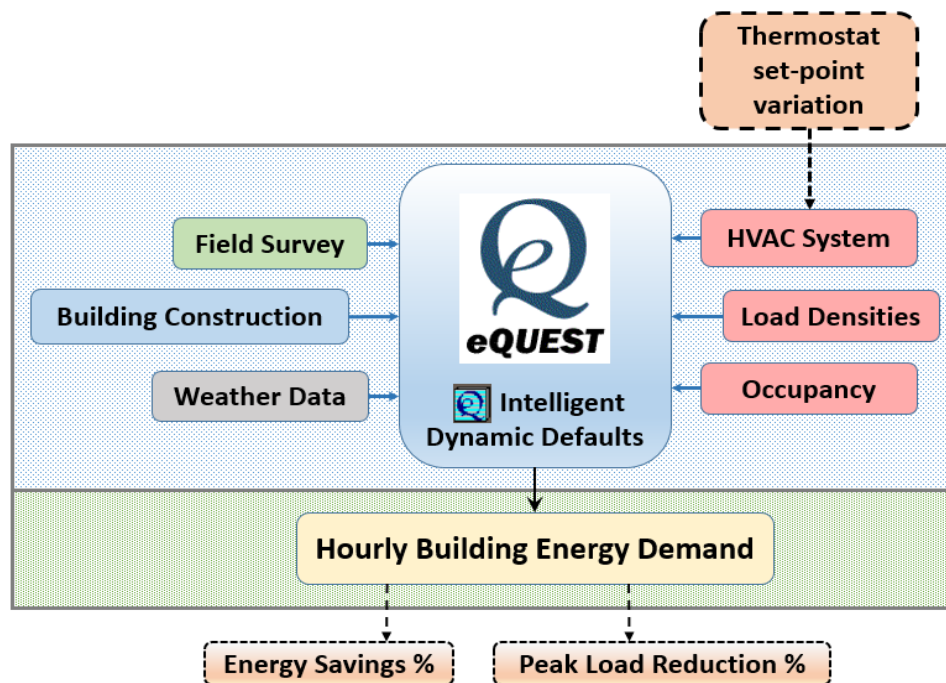 Thermostat
set-point
variation
Field Survey
HVAC System
Building Construction
eQUEST
Load Densities
Weather Data
Intelligent
Dynamic Defaults
Occupancy
Hourly Building Energy Demand
Energy Savings %
Peak Load Reduction %